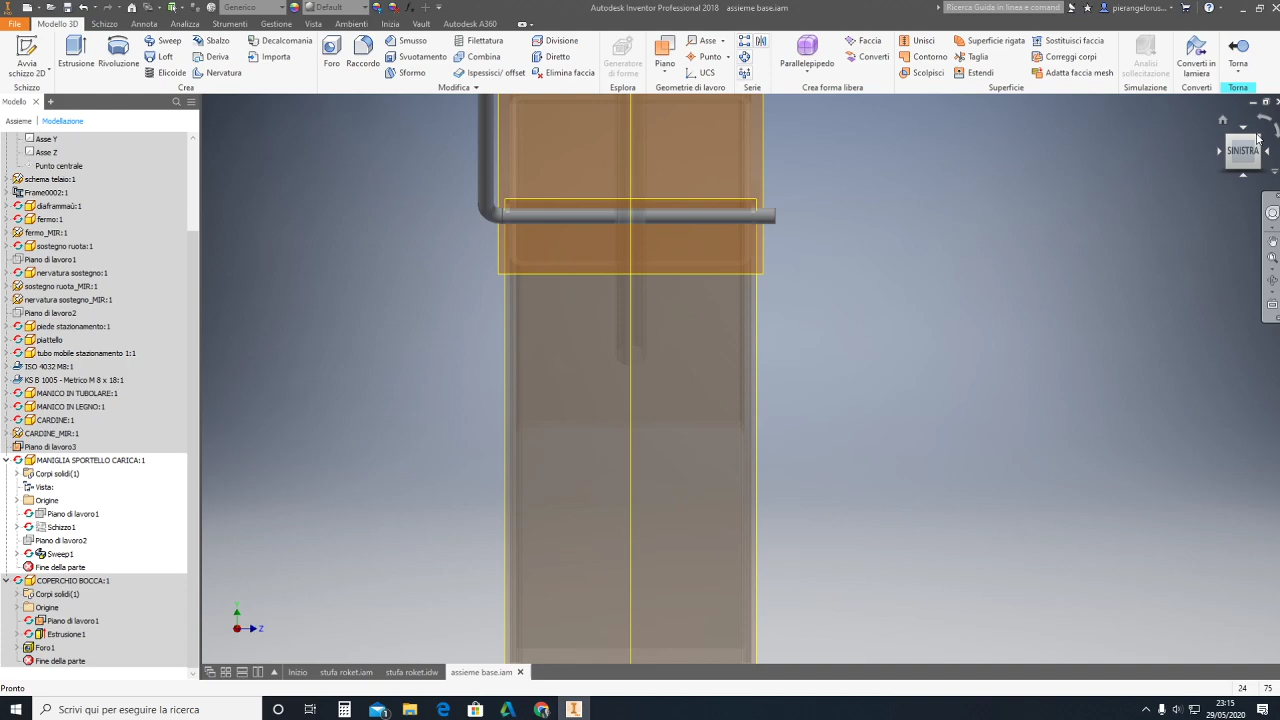 Generico
Default
Autodesk Inventor Professional 2018   assieme base.iam
Ricerca Guida in linea e comand
pierangelorus...
File
Modello 3D
Schizzo
Annota
Analizza
Strumenti
Gestione
Vista
Ambienti
Inizia
Vault
Autodesk A360
Avvia
schizzo 2D
Estrusione
Rivoluzione
Sweep
Loft
Elicoide
Sbalzo
Deriva
Nervatura
Decalcomania
Importa
Foro
Raccordo
Smusso
Svuotamento
Sformo
Filettatura
Combina
Ispessisci/ offset
Divisione
Diretto
Elimina faccia
Generatore
di forme
Piano
Asse
Punto
UCS
Parallelepipedo
Faccia
Converti
Unisci
Contorno
Scolpisci
Superficie rigata
Taglia
Estendi
Sostituisci faccia
Correggi corpi
Adatta faccia mesh
Analisi
sollecitazione
Converti in
lamiera
Torna
Schizzo
Crea
Modifica
Esplora
Geometrie di lavoro
Serie
Crea forma libera
Superficie
Simulazione
Converti
Torna
Modello
Assieme
Modellazione
Asse Y
Asse Z
Punto centrale
schema telaio:1
Frame0002:1
diaframmaù:1
fermo:1
fermo_MIR:1
sostegno ruota:1
Piano di lavoro1
nervatura sostegno:1
sostegno ruota_MIR:1
nervatura sostegno_MIR:1
Piano di lavoro2
piede stazionamento:1
piattello
tubo mobile stazionamento 1:1
ISO 4032 M8:1
KS B 1005 - Metrico M 8 x 18:1
MANICO IN TUBOLARE:1
MANICO IN LEGNO:1
CARDINE:1
CARDINE_MIR:1
Piano di lavoro3
MANIGLIA SPORTELLO CARICA:1
Corpi solidi(1)
Vista:
Origine
Piano di lavoro1
Schizzo1
Piano di lavoro2
Sweep1
Fine della parte
COPERCHIO BOCCA:1
Corpi solidi(1)
Origine
Piano di lavoro1
Estrusione1
Foro1
Fine della parte
SINISTRA
Z
Inizio
stufa roket.iam
stufa roket.idw
assieme base.iam
Pronto
24
75
Scrivi qui per eseguire la ricerca
23:15
29/05/2020